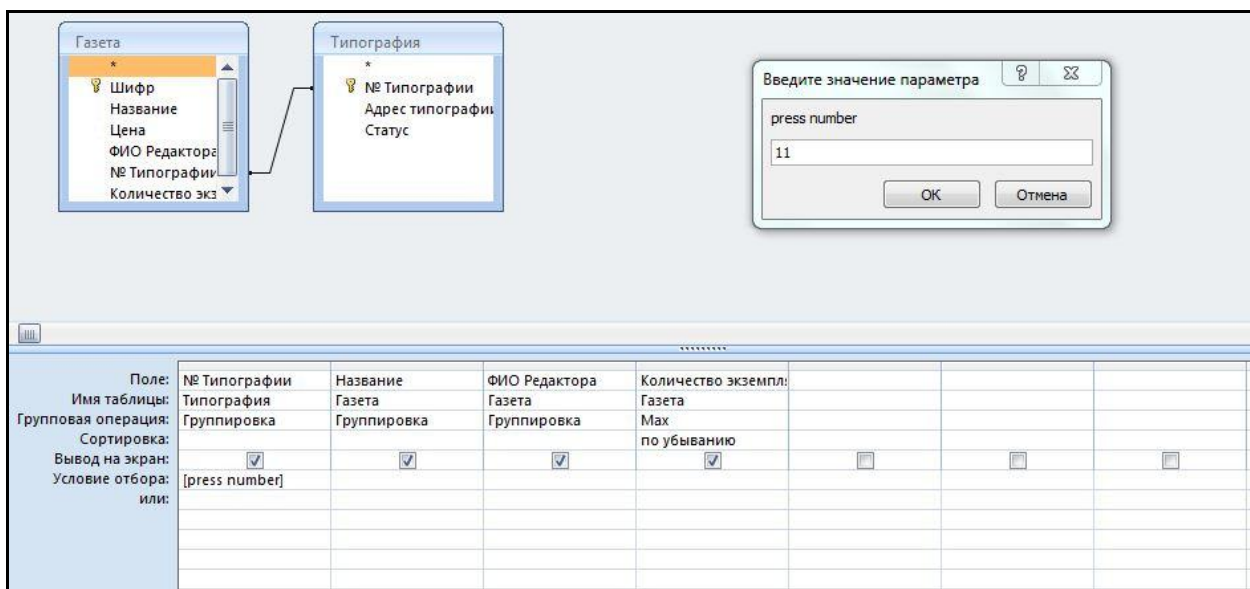 Газета
*
Шифр
Название
Цена
ФИО Редактора
№ Типографии
Количество экз
Типография
*
№ Типографии
Адрес типографии
Статус
Введите значение параметра
press number
11
ОК
Отмена
Поле: № Типографии Название ФИО Редактора Количество экземпля
Имя таблицы: Типография Газета Газета Газета
Групповая операция: Группировка Группировка Группировка Max
Сортировка: по убыванию
Вывод на экран:
Условие отбора: [press number]
или: